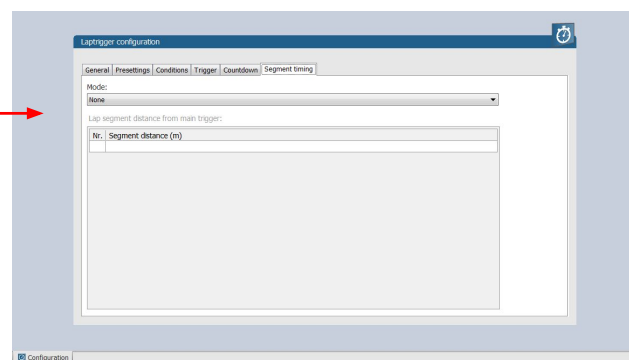 Laptrigger configuration
General Presettings Conditions Trigger Countdown Segment timing
Mode:
None
Lap segment distance from main trigger:
Nr. Segment distance (m)
Configuration